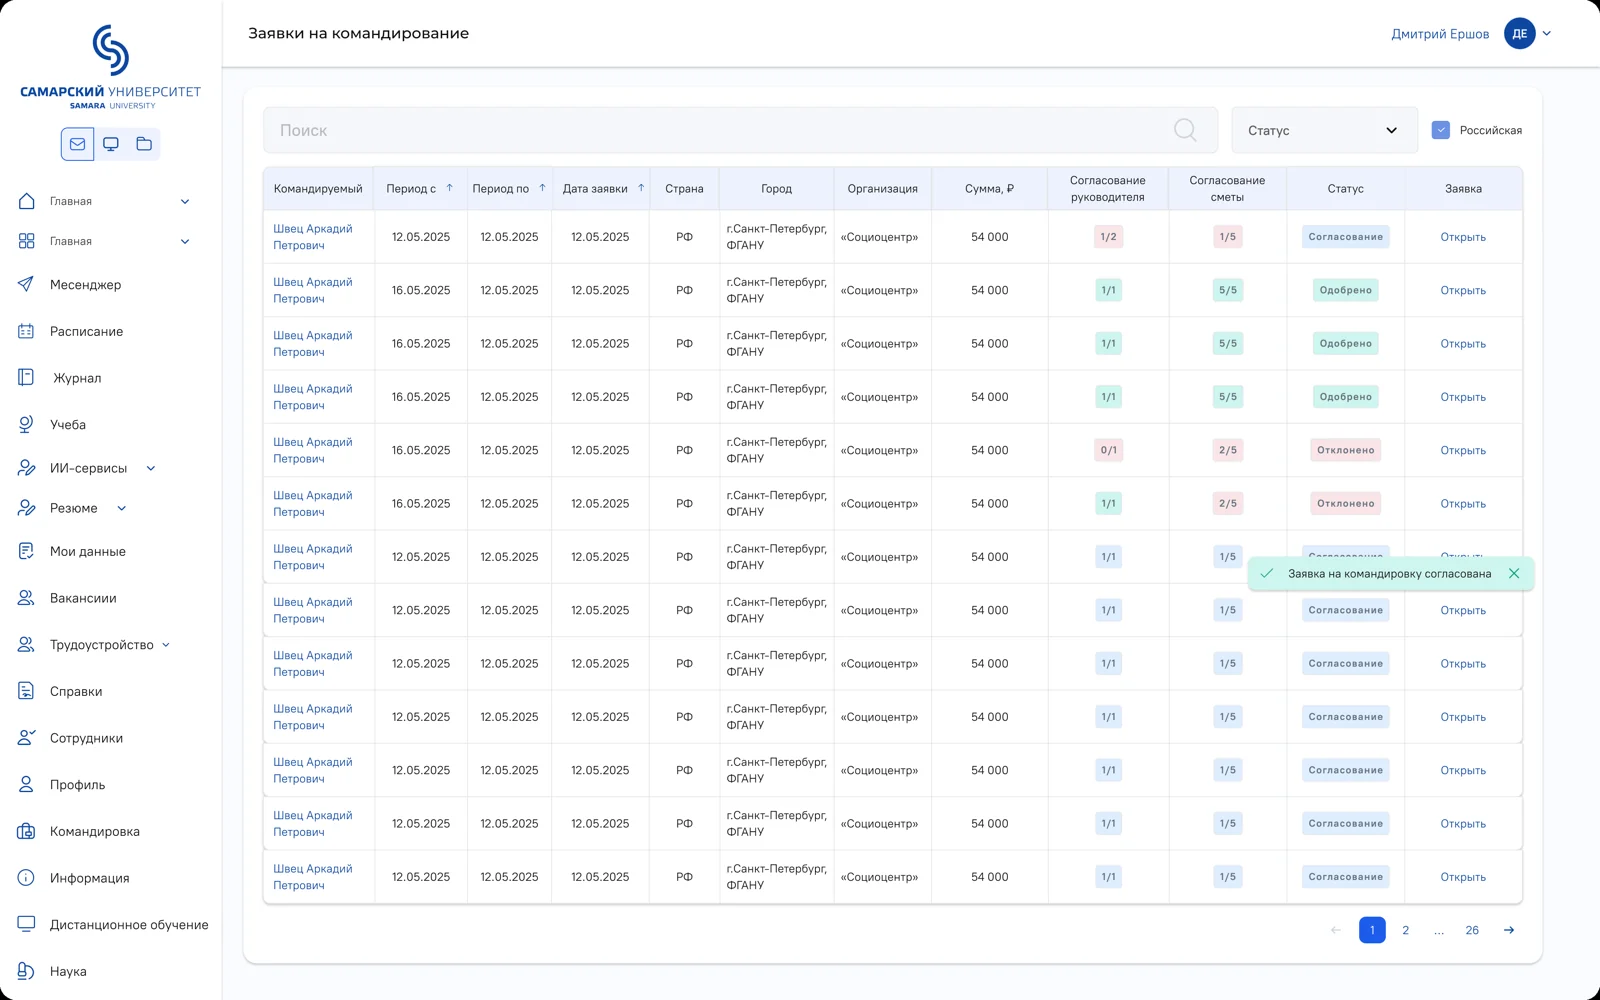 САМАРСКИЙ УНИВЕРСИТЕТ
SAMARA UNIVERSITY
Главная
Главная
Месенджер
Расписание
Журнал
Учеба
ИИ-сервисы
Резюме
Мои данные
Вакансиии
Трудоустройство
Справки
Сотрудники
Профиль
Командировка
Информация
Дистанционное обучение
Наука
Заявки на командирование
Дмитрий Ершов ДЕ
Поиск
Статус
Российская
Командируемый Период с ↑ Период по ↑ Дата заявки ↑ Страна Город Организация Сумма, ₽ Согласование руководителя Согласование сметы Статус Заявка
Швец Аркадий Петрович 12.05.2025 12.05.2025 12.05.2025 РФ г.Санкт-Петербург, ФГАНУ «Социоцентр» 54 000 1/2 1/5 Согласование Открыть
Швец Аркадий Петрович 16.05.2025 12.05.2025 12.05.2025 РФ г.Санкт-Петербург, ФГАНУ «Социоцентр» 54 000 1/1 5/5 Одобрено Открыть
Швец Аркадий Петрович 16.05.2025 12.05.2025 12.05.2025 РФ г.Санкт-Петербург, ФГАНУ «Социоцентр» 54 000 1/1 5/5 Одобрено Открыть
Швец Аркадий Петрович 16.05.2025 12.05.2025 12.05.2025 РФ г.Санкт-Петербург, ФГАНУ «Социоцентр» 54 000 1/1 5/5 Одобрено Открыть
Швец Аркадий Петрович 16.05.2025 12.05.2025 12.05.2025 РФ г.Санкт-Петербург, ФГАНУ «Социоцентр» 54 000 0/1 2/5 Отклонено Открыть
Швец Аркадий Петрович 16.05.2025 12.05.2025 12.05.2025 РФ г.Санкт-Петербург, ФГАНУ «Социоцентр» 54 000 1/1 2/5 Отклонено Открыть
Швец Аркадий Петрович 12.05.2025 12.05.2025 12.05.2025 РФ г.Санкт-Петербург, ФГАНУ «Социоцентр» 54 000 1/1 1/5 Согласование Открыть
Заявка на командировку согласована
Швец Аркадий Петрович 12.05.2025 12.05.2025 12.05.2025 РФ г.Санкт-Петербург, ФГАНУ «Социоцентр» 54 000 1/1 1/5 Согласование Открыть
Швец Аркадий Петрович 12.05.2025 12.05.2025 12.05.2025 РФ г.Санкт-Петербург, ФГАНУ «Социоцентр» 54 000 1/1 1/5 Согласование Открыть
Швец Аркадий Петрович 12.05.2025 12.05.2025 12.05.2025 РФ г.Санкт-Петербург, ФГАНУ «Социоцентр» 54 000 1/1 1/5 Согласование Открыть
Швец Аркадий Петрович 12.05.2025 12.05.2025 12.05.2025 РФ г.Санкт-Петербург, ФГАНУ «Социоцентр» 54 000 1/1 1/5 Согласование Открыть
Швец Аркадий Петрович 12.05.2025 12.05.2025 12.05.2025 РФ г.Санкт-Петербург, ФГАНУ «Социоцентр» 54 000 1/1 1/5 Согласование Открыть
Швец Аркадий Петрович 12.05.2025 12.05.2025 12.05.2025 РФ г.Санкт-Петербург, ФГАНУ «Социоцентр» 54 000 1/1 1/5 Согласование Открыть
← 1 2 ... 26 →